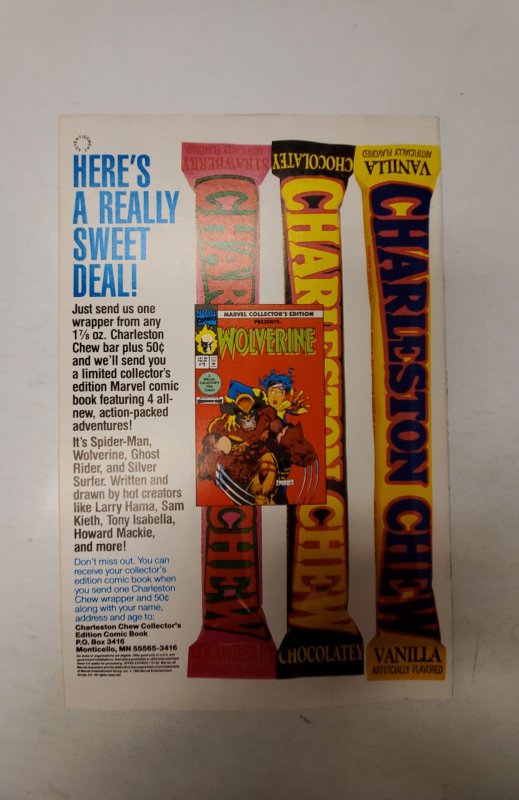 HERE'S
A REALLY
SWEET
DEAL!
Just send us one
wrapper from any
1⅞ oz. Charleston
Chew bar plus 50¢
and we'll send you
a limited collector's
edition Marvel comic
book featuring 4 all-
new, action-packed
adventures!
It's Spider-Man,
Wolverine, Ghost
Rider, and Silver
Surfer. Written and
drawn by hot creators
like Larry Hama, Sam
Kieth, Tony Isabella,
Howard Mackie,
and more!
Don't miss out. You can
receive your collector's
edition comic book when
you send one Charleston
Chew wrapper and 50¢
along with your name,
address and age to:
Charleston Chew Collector's
Edition Comic Book
P.O. Box 3416
Monticello, MN 55565-3416
STRAWBERRY
ARTIFICIALLY FLAVORED
CHARLESTON CHEW
CHOCOLATEY
CHARLESTON CHEW
CHOCOLATEY
VANILLA
ARTIFICIALLY FLAVORED
CHARLESTON CHEW
VANILLA
ARTIFICIALLY FLAVORED
MARVEL COLLECTOR'S EDITION
PRESENTS:
WOLVERINE
MARVEL
COMICS
#1